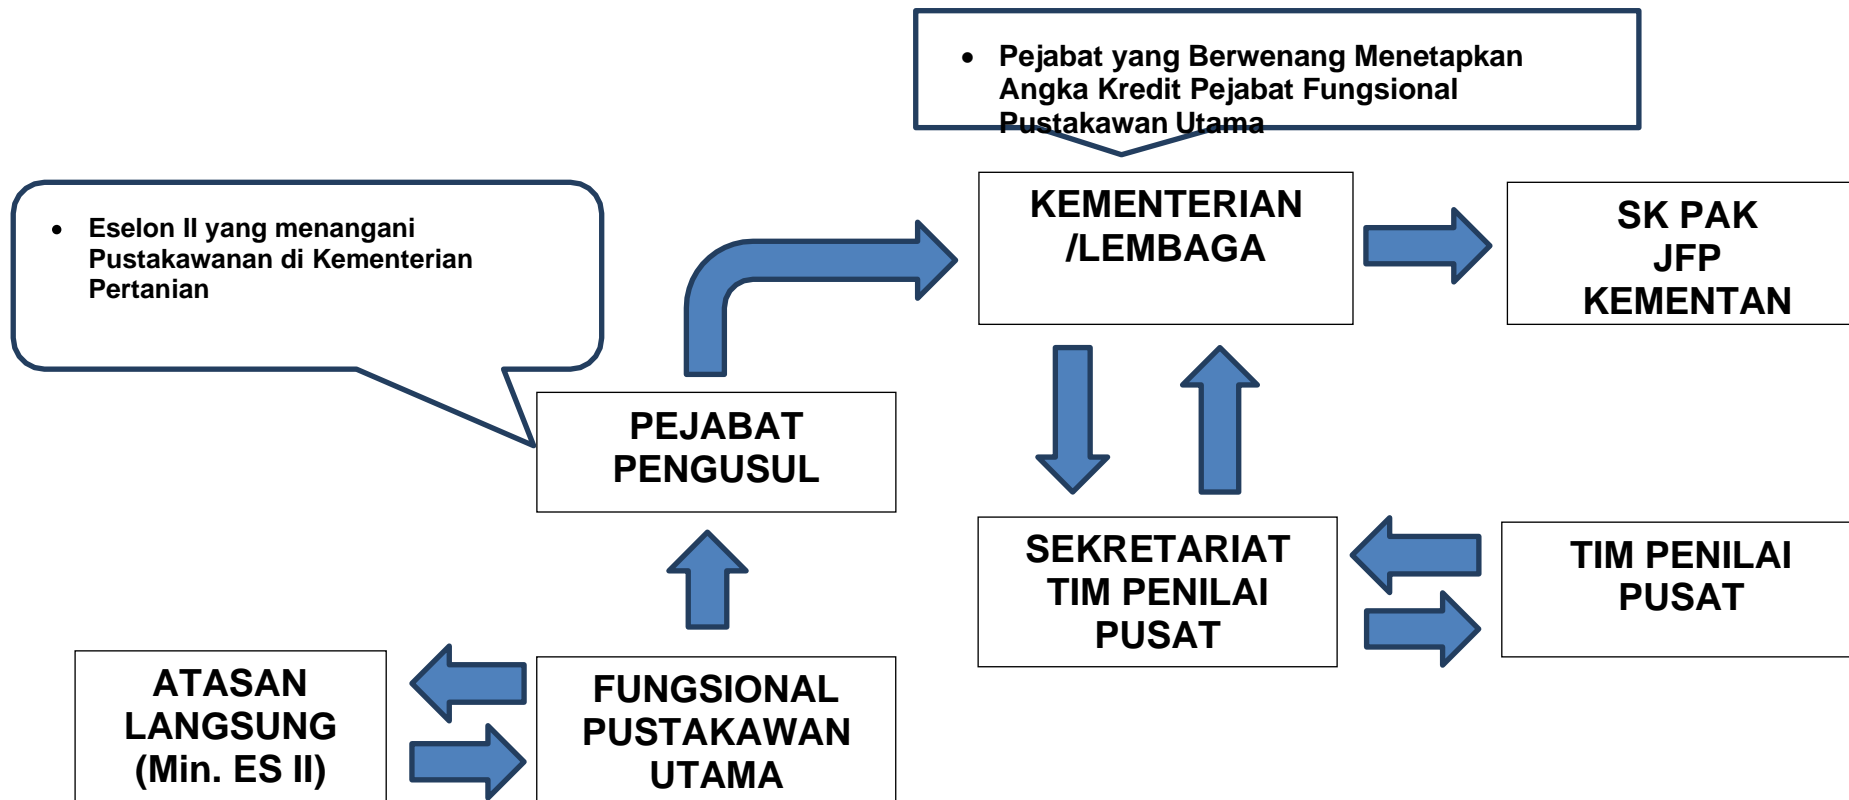 • Pejabat yang Berwenang Menetapkan
Angka Kredit Pejabat Fungsional
Pustakawan Utama
• Eselon II yang menangani
Pustakawanan di Kementerian
Pertanian
KEMENTERIAN
/LEMBAGA
SK PAK
JFP
KEMENTAN
PEJABAT
PENGUSUL
SEKRETARIAT
TIM PENILAI
PUSAT
TIM PENILAI
PUSAT
ATASAN
LANGSUNG
(Min. ES II)
FUNGSIONAL
PUSTAKAWAN
UTAMA